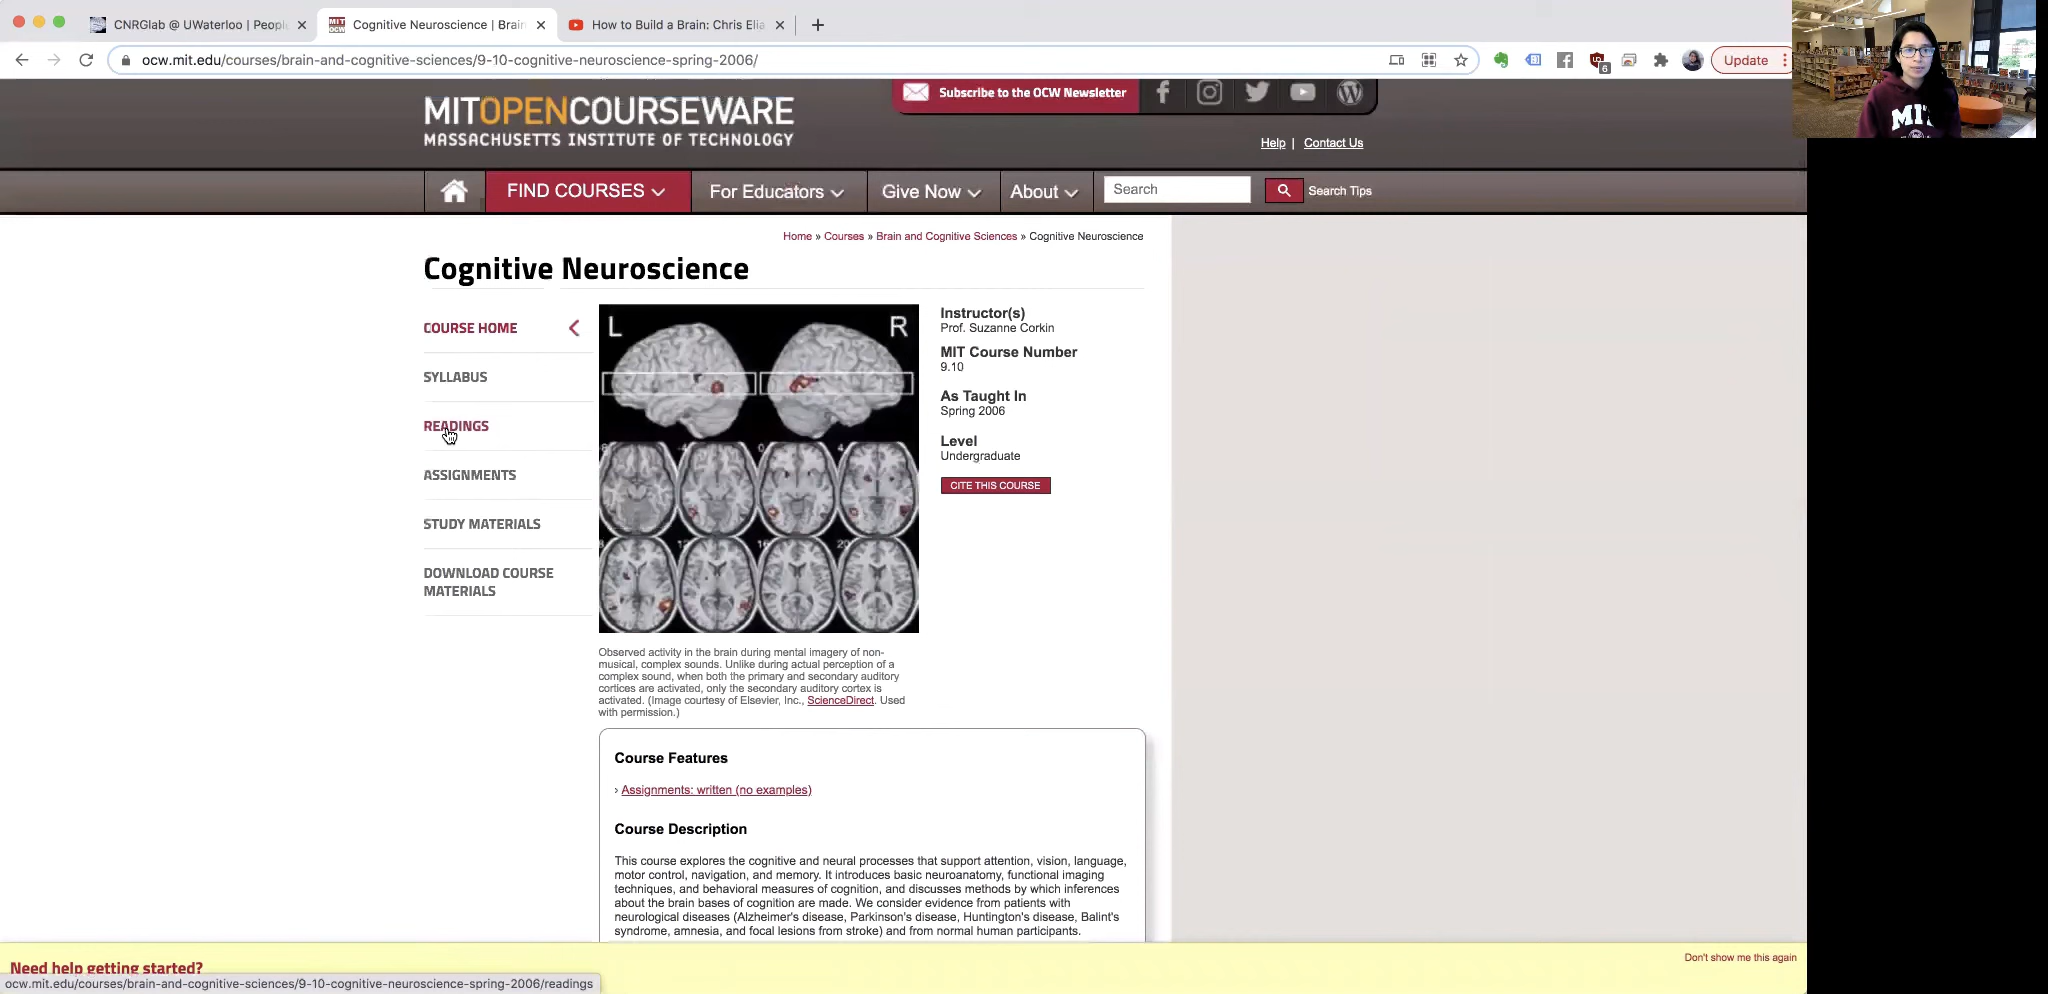 CNRGlab @ UWaterloo | Peopl
Cognitive Neuroscience | Brain
How to Build a Brain: Chris Elia
ocw.mit.edu/courses/brain-and-cognitive-sciences/9-10-cognitive-neuroscience-spring-2006/
6
Update
MIT
MITOPENCOURSEWARE
MASSACHUSETTS INSTITUTE OF TECHNOLOGY
Subscribe to the OCW Newsletter
Help | Contact Us
FIND COURSES
For Educators
Give Now
About
Search
Search Tips
Home » Courses » Brain and Cognitive Sciences » Cognitive Neuroscience
Cognitive Neuroscience
COURSE HOME
SYLLABUS
READINGS
ASSIGNMENTS
STUDY MATERIALS
DOWNLOAD COURSE
MATERIALS
L R
-4 0 4
8 12 16 20
Instructor(s)
Prof. Suzanne Corkin
MIT Course Number
9.10
As Taught In
Spring 2006
Level
Undergraduate
CITE THIS COURSE
Observed activity in the brain during mental imagery of non-
musical, complex sounds. Unlike during actual perception of a
complex sound, when both the primary and secondary auditory
cortices are activated, only the secondary auditory cortex is
activated. (Image courtesy of Elsevier, Inc., ScienceDirect. Used
with permission.)
Course Features
› Assignments: written (no examples)
Course Description
This course explores the cognitive and neural processes that support attention, vision, language,
motor control, navigation, and memory. It introduces basic neuroanatomy, functional imaging
techniques, and behavioral measures of cognition, and discusses methods by which inferences
about the brain bases of cognition are made. We consider evidence from patients with
neurological diseases (Alzheimer's disease, Parkinson's disease, Huntington's disease, Balint's
syndrome, amnesia, and focal lesions from stroke) and from normal human participants.
Need help getting started?
Don't show me this again
ocw.mit.edu/courses/brain-and-cognitive-sciences/9-10-cognitive-neuroscience-spring-2006/readings